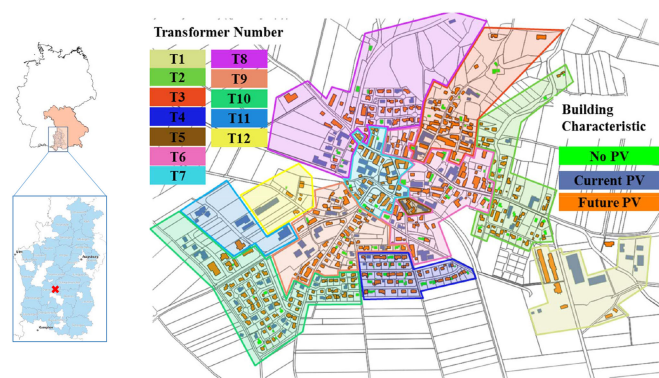 Transformer Number
T1 T8
T2 T9
T3 T10
T4 T11
T5 T12
T6
T7
Building
Characteristic
No PV
Current PV
Future PV